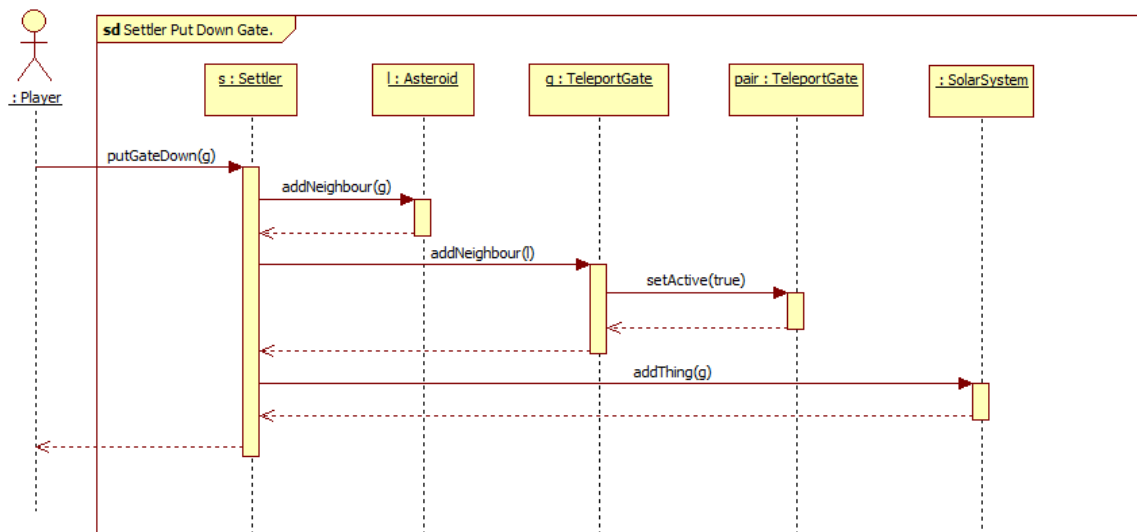 sd Settler Put Down Gate.
: Player
s : Settler
l : Asteroid
g : TeleportGate
pair : TeleportGate
: SolarSystem
putGateDown(g)
addNeighbour(g)
addNeighbour(l)
setActive(true)
addThing(g)